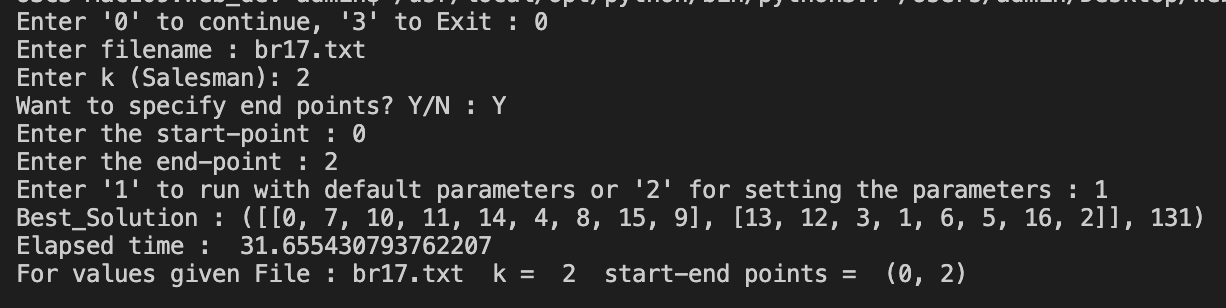 Enter '0' to continue, '3' to Exit : 0
Enter filename : br17.txt
Enter k (Salesman): 2
Want to specify end points? Y/N : Y
Enter the start-point : 0
Enter the end-point : 2
Enter '1' to run with default parameters or '2' for setting the parameters : 1
Best_Solution : ([[0, 7, 10, 11, 14, 4, 8, 15, 9], [13, 12, 3, 1, 6, 5, 16, 2]], 131)
Elapsed time :  31.655430793762207
For values given File : br17.txt  k =  2  start-end points =  (0, 2)